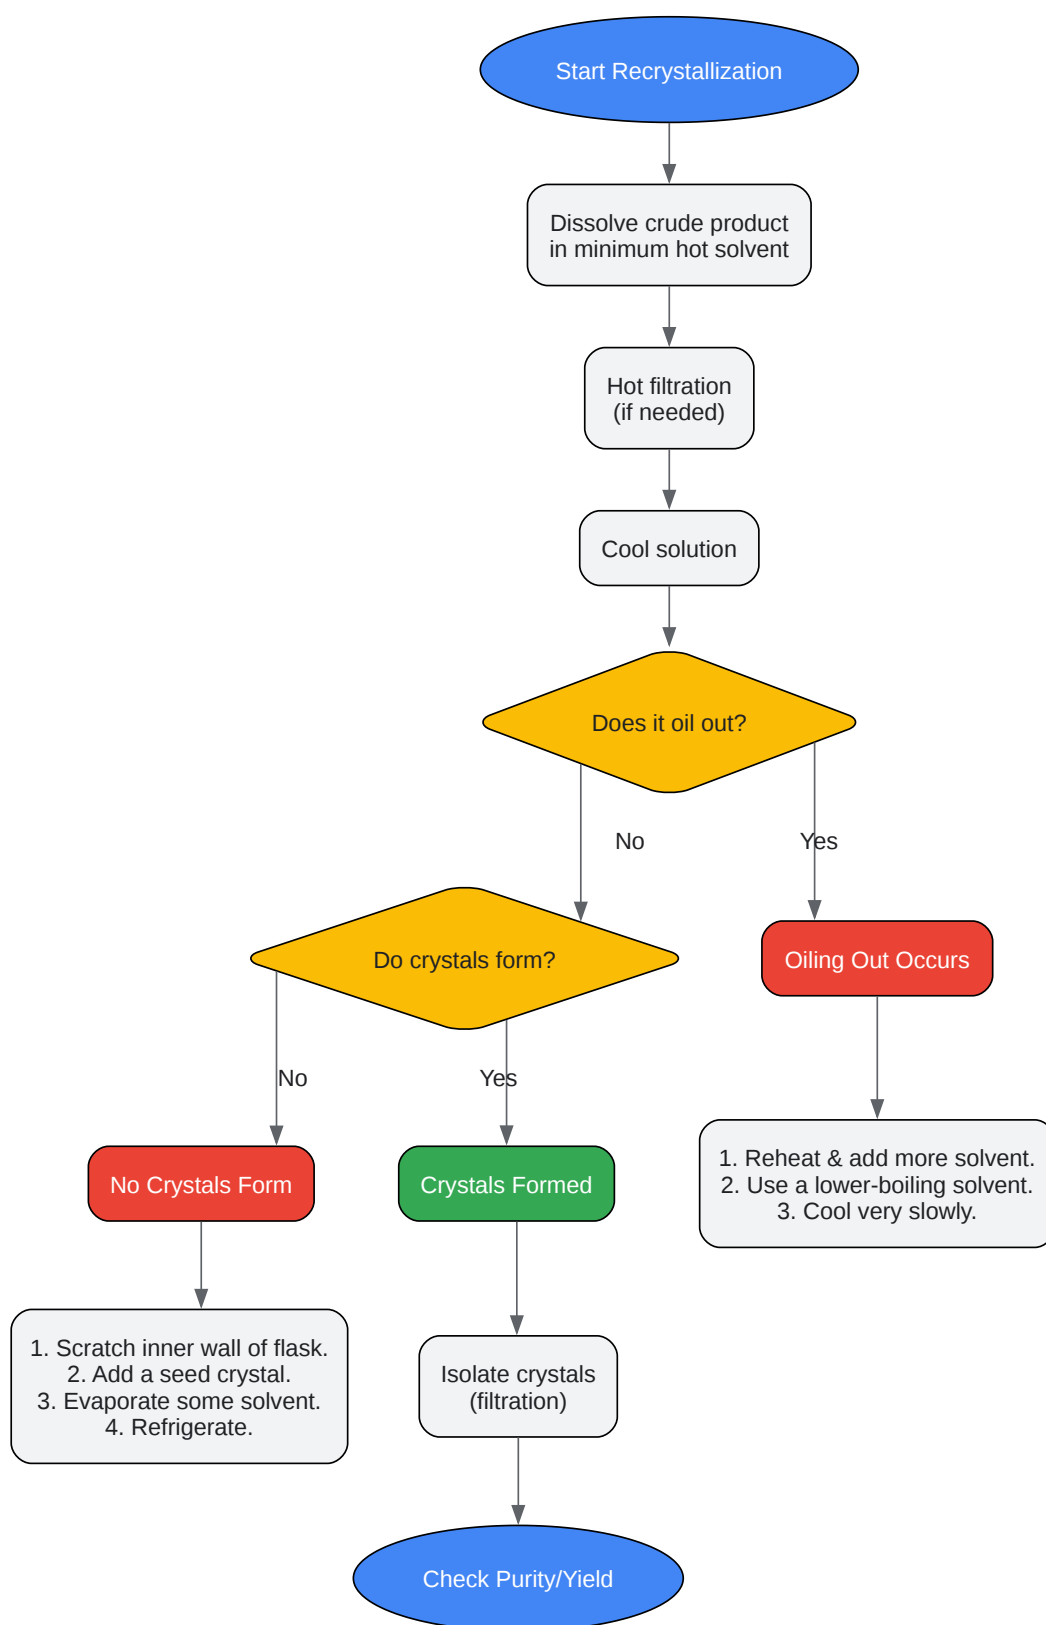 Start Recrystallization
Dissolve crude product
in minimum hot solvent
Hot filtration
(if needed)
Cool solution
Does it oil out?
No
Yes
Do crystals form?
Oiling Out Occurs
No
Yes
No Crystals Form
Crystals Formed
1. Reheat & add more solvent.
2. Use a lower-boiling solvent.
3. Cool very slowly.
1. Scratch inner wall of flask.
2. Add a seed crystal.
3. Evaporate some solvent.
4. Refrigerate.
Isolate crystals
(filtration)
Check Purity/Yield